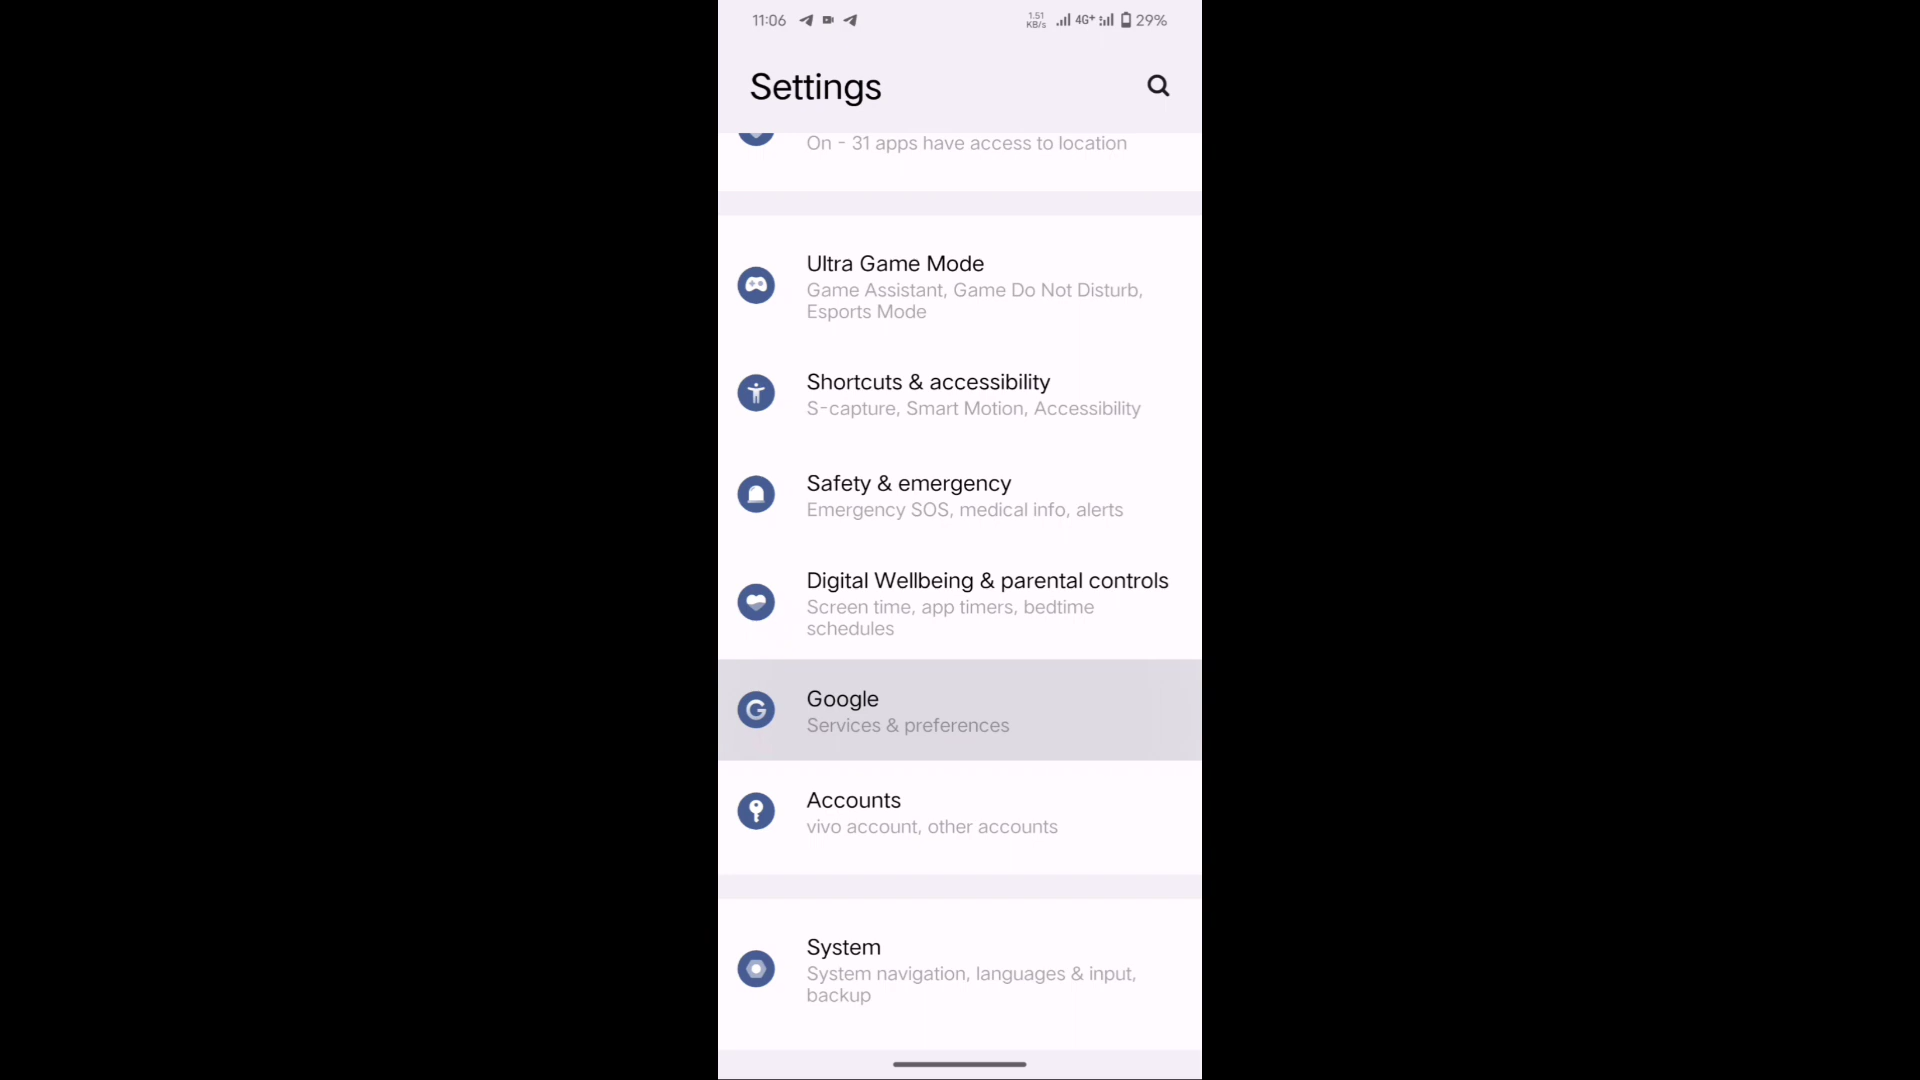 11:06
1.51
KB/s
4G+
29%
Settings
On - 31 apps have access to location
Ultra Game Mode
Game Assistant, Game Do Not Disturb,
Esports Mode
Shortcuts & accessibility
S-capture, Smart Motion, Accessibility
Safety & emergency
Emergency SOS, medical info, alerts
Digital Wellbeing & parental controls
Screen time, app timers, bedtime
schedules
Google
Services & preferences
Accounts
vivo account, other accounts
System
System navigation, languages & input,
backup